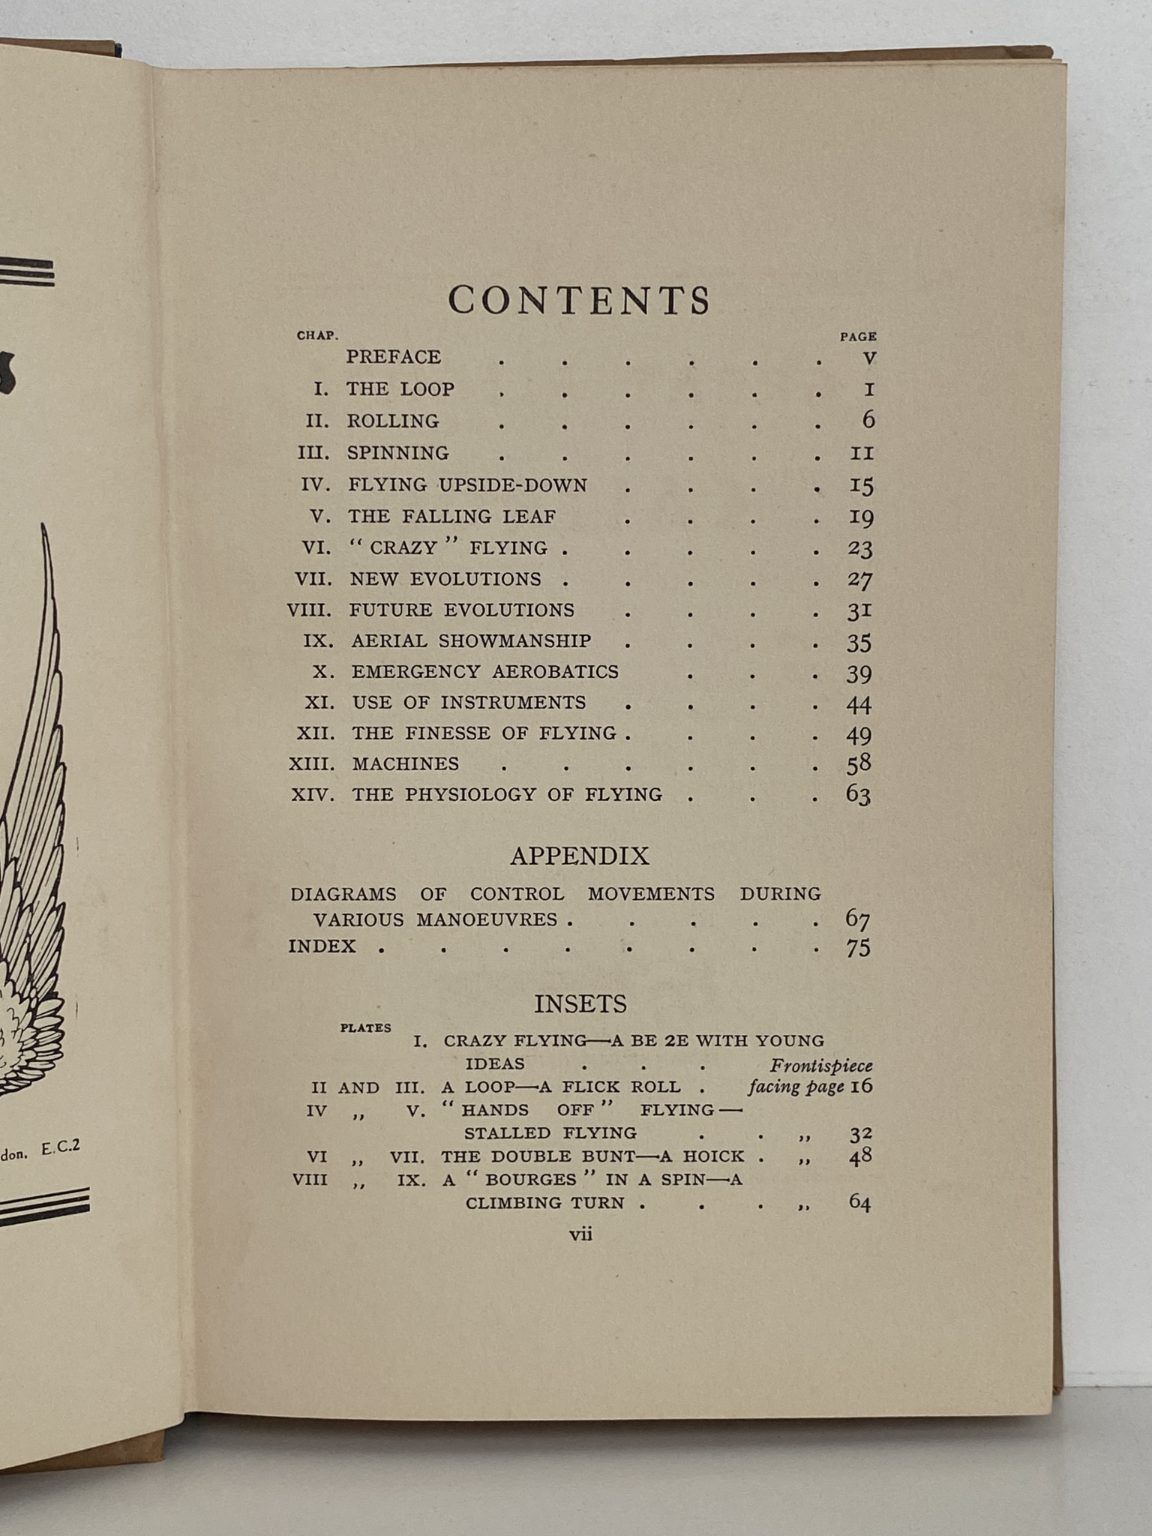 s
don, E.C.2
CONTENTS
CHAP. PAGE
PREFACE . . . . . . V
I. THE LOOP . . . . . . I
II. ROLLING . . . . . . 6
III. SPINNING . . . . . . II
IV. FLYING UPSIDE-DOWN . . . . 15
V. THE FALLING LEAF . . . . 19
VI. " CRAZY " FLYING . . . . . 23
VII. NEW EVOLUTIONS . . . . . 27
VIII. FUTURE EVOLUTIONS . . . . 31
IX. AERIAL SHOWMANSHIP . . . . 35
X. EMERGENCY AEROBATICS . . . 39
XI. USE OF INSTRUMENTS . . . . 44
XII. THE FINESSE OF FLYING . . . . 49
XIII. MACHINES . . . . . . 58
XIV. THE PHYSIOLOGY OF FLYING . . . 63
APPENDIX
DIAGRAMS OF CONTROL MOVEMENTS DURING
VARIOUS MANOEUVRES . . . . . 67
INDEX . . . . . . . . 75
INSETS
PLATES
I. CRAZY FLYING—A BE 2E WITH YOUNG
IDEAS . . . Frontispiece
II AND III. A LOOP—A FLICK ROLL . facing page 16
IV ,, V. " HANDS OFF " FLYING—
STALLED FLYING . . ,, 32
VI ,, VII. THE DOUBLE BUNT—A HOICK . ,, 48
VIII ,, IX. A " BOURGES " IN A SPIN—A
CLIMBING TURN . . . ,, 64
vii